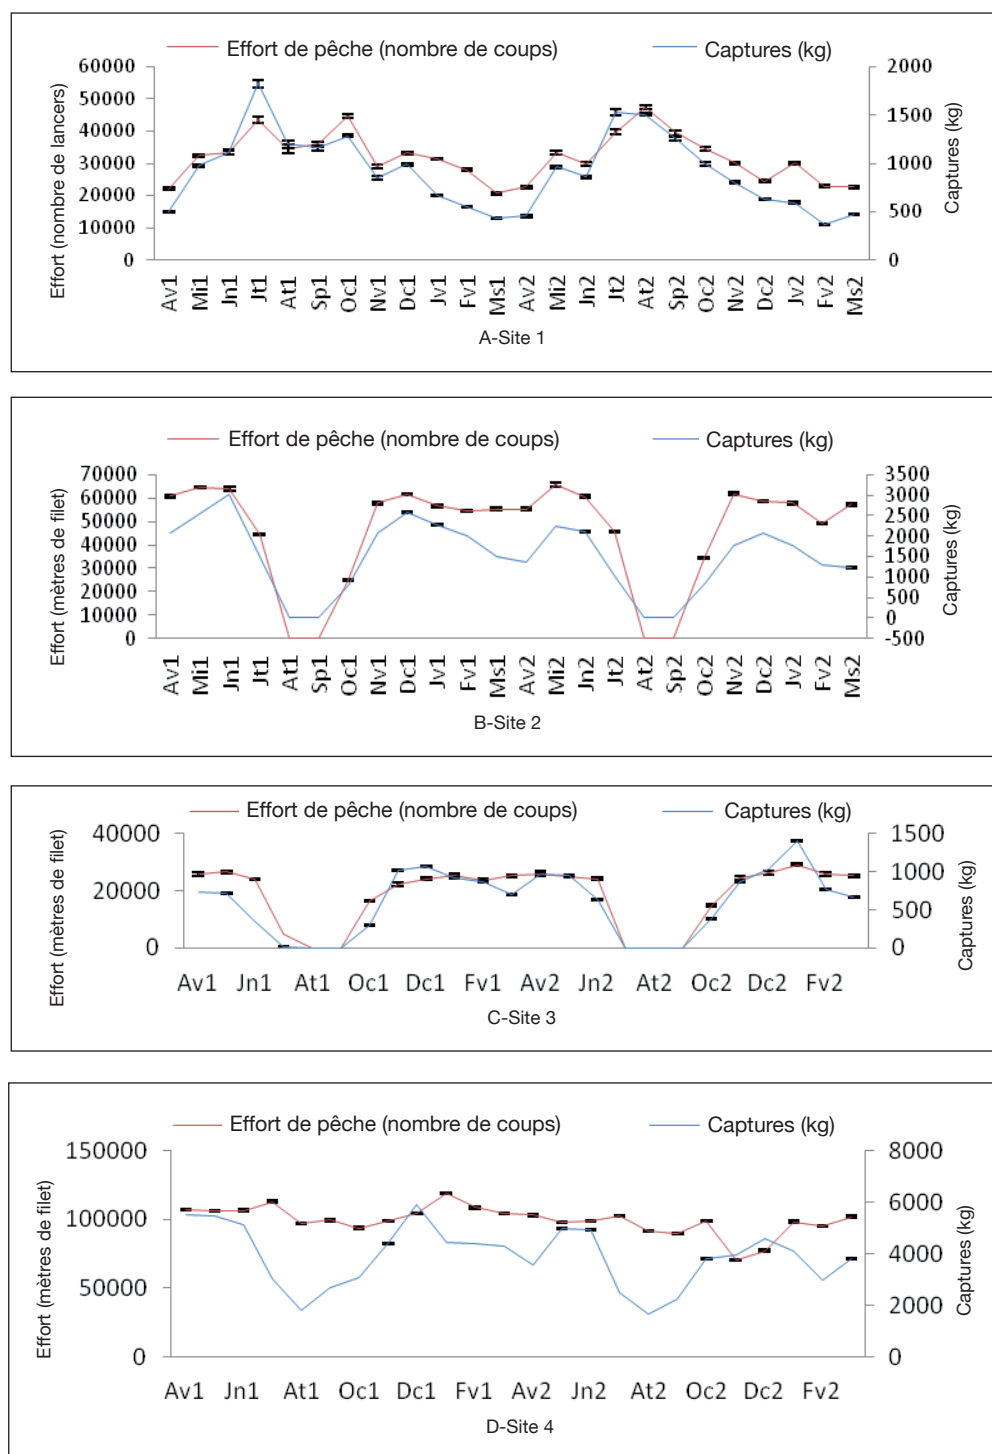 Effort de pêche (nombre de coups) Captures (kg)
60000 2000
50000 1500
40000
30000 1000
20000 500
10000
0 0
Effort (nombre de lancers)
Captures (kg)
Av1 Mi1 Jn1 Jt1 At1 Sp1 Oc1 Nv1 Dc1 Jv1 Fv1 Ms1 Av2 Mi2 Jn2 Jt2 At2 Sp2 Oc2 Nv2 Dc2 Jv2 Fv2 Ms2
A-Site 1
Effort de pêche (nombre de coups) Captures (kg)
70000 3500
60000 3000
50000 2500
40000 2000
30000 1500
20000 1000
10000 500
0 0
-500
Effort (mètres de filet)
Captures (kg)
Av1 Mi1 Jn1 Jt1 At1 Sp1 Oc1 Nv1 Dc1 Jv1 Fv1 Ms1 Av2 Mi2 Jn2 Jt2 At2 Sp2 Oc2 Nv2 Dc2 Jv2 Fv2 Ms2
B-Site 2
Effort de pêche (nombre de coups) Captures (kg)
40000 1500
20000 1000
500
0 0
Effort (mètres de filet)
Captures (kg)
Av1 Jn1 At1 Oc1 Dc1 Fv1 Av2 Jn2 At2 Oc2 Dc2 Fv2
C-Site 3
Effort de pêche (nombre de coups) Captures (kg)
150000 8000
100000 6000
50000 4000
2000
0 0
Effort (mètres de filet)
Captures (kg)
Av1 Jn1 At1 Oc1 Dc1 Fv1 Av2 Jn2 At2 Oc2 Dc2 Fv2
D-Site 4